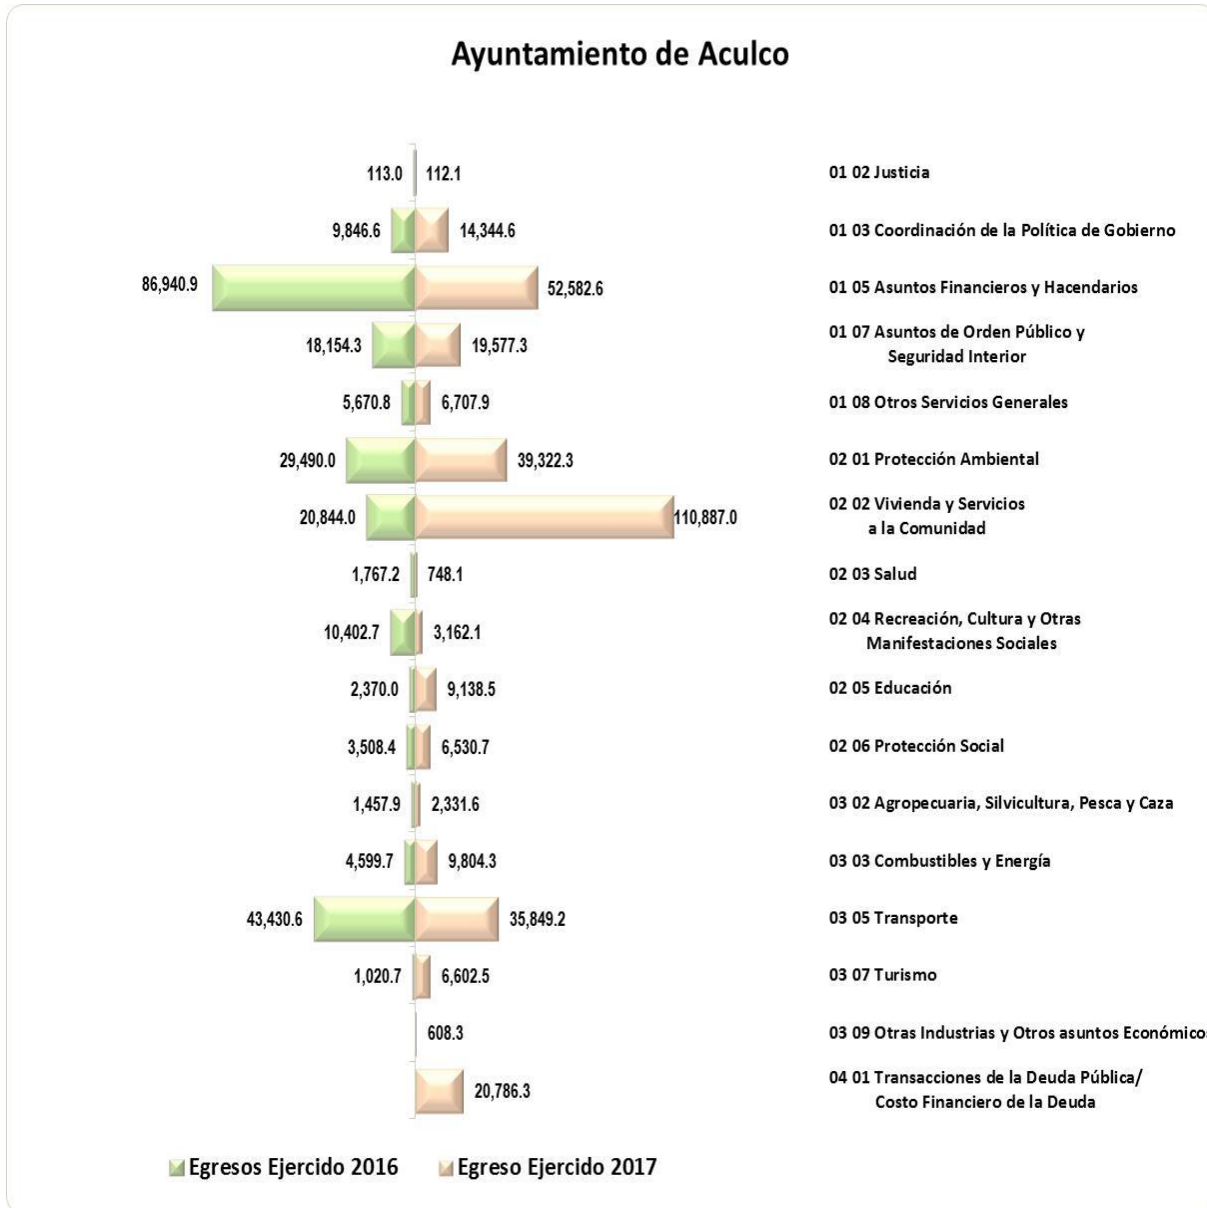 Ayuntamiento de Aculco
113.0 112.1 01 02 Justicia
9,846.6 14,344.6 01 03 Coordinación de la Política de Gobierno
86,940.9 52,582.6 01 05 Asuntos Financieros y Hacendarios
18,154.3 19,577.3 01 07 Asuntos de Orden Público y
Seguridad Interior
5,670.8 6,707.9 01 08 Otros Servicios Generales
29,490.0 39,322.3 02 01 Protección Ambiental
20,844.0 110,887.0 02 02 Vivienda y Servicios
a la Comunidad
1,767.2 748.1 02 03 Salud
10,402.7 3,162.1 02 04 Recreación, Cultura y Otras
Manifestaciones Sociales
2,370.0 9,138.5 02 05 Educación
3,508.4 6,530.7 02 06 Protección Social
1,457.9 2,331.6 03 02 Agropecuaria, Silvicultura, Pesca y Caza
4,599.7 9,804.3 03 03 Combustibles y Energía
43,430.6 35,849.2 03 05 Transporte
1,020.7 6,602.5 03 07 Turismo
608.3 03 09 Otras Industrias y Otros asuntos Económicos
20,786.3 04 01 Transacciones de la Deuda Pública/
Costo Financiero de la Deuda
Egresos Ejercido 2016 Egreso Ejercido 2017